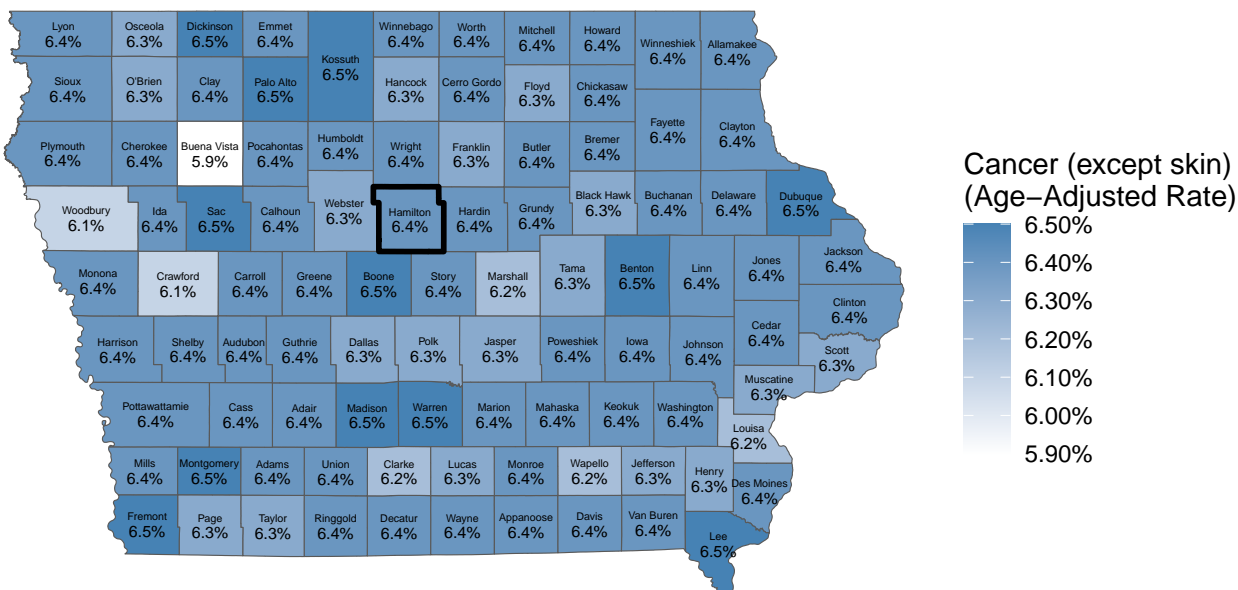 Lyon 6.4%
Osceola 6.3%
Dickinson 6.5%
Emmet 6.4%
Kossuth 6.5%
Winnebago 6.4%
Worth 6.4%
Mitchell 6.4%
Howard 6.4%
Winneshiek 6.4%
Allamakee 6.4%
Sioux 6.4%
O'Brien 6.3%
Clay 6.4%
Palo Alto 6.5%
Hancock 6.3%
Cerro Gordo 6.4%
Floyd 6.3%
Chickasaw 6.4%
Fayette 6.4%
Clayton 6.4%
Plymouth 6.4%
Cherokee 6.4%
Buena Vista 5.9%
Pocahontas 6.4%
Humboldt 6.4%
Wright 6.4%
Franklin 6.3%
Butler 6.4%
Bremer 6.4%
Woodbury 6.1%
Ida 6.4%
Sac 6.5%
Calhoun 6.4%
Webster 6.3%
Hamilton 6.4%
Hardin 6.4%
Grundy 6.4%
Black Hawk 6.3%
Buchanan 6.4%
Delaware 6.4%
Dubuque 6.5%
Monona 6.4%
Crawford 6.1%
Carroll 6.4%
Greene 6.4%
Boone 6.5%
Story 6.4%
Marshall 6.2%
Tama 6.3%
Benton 6.5%
Linn 6.4%
Jones 6.4%
Jackson 6.4%
Clinton 6.4%
Harrison 6.4%
Shelby 6.4%
Audubon 6.4%
Guthrie 6.4%
Dallas 6.3%
Polk 6.3%
Jasper 6.3%
Poweshiek 6.4%
Iowa 6.4%
Johnson 6.4%
Cedar 6.4%
Scott 6.3%
Muscatine 6.3%
Pottawattamie 6.4%
Cass 6.4%
Adair 6.4%
Madison 6.5%
Warren 6.5%
Marion 6.4%
Mahaska 6.4%
Keokuk 6.4%
Washington 6.4%
Louisa 6.2%
Mills 6.4%
Montgomery 6.5%
Adams 6.4%
Union 6.4%
Clarke 6.2%
Lucas 6.3%
Monroe 6.4%
Wapello 6.2%
Jefferson 6.3%
Henry 6.3%
Des Moines 6.4%
Fremont 6.5%
Page 6.3%
Taylor 6.3%
Ringgold 6.4%
Decatur 6.4%
Wayne 6.4%
Appanoose 6.4%
Davis 6.4%
Van Buren 6.4%
Lee 6.5%
Cancer (except skin)
(Age−Adjusted Rate)
6.50%
6.40%
6.30%
6.20%
6.10%
6.00%
5.90%